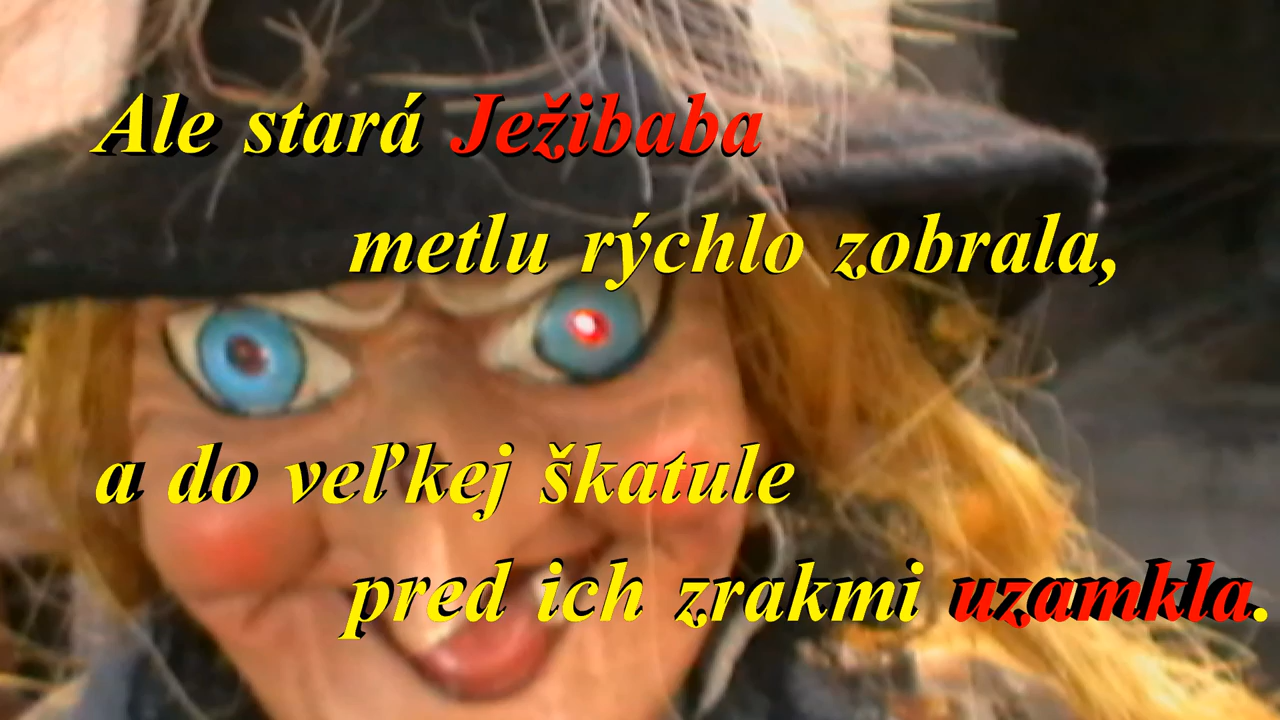 Ale stará Ježibaba
metlu rýchlo zobrala,
a do veľkej škatule
pred ich zrakmi uzamkla.